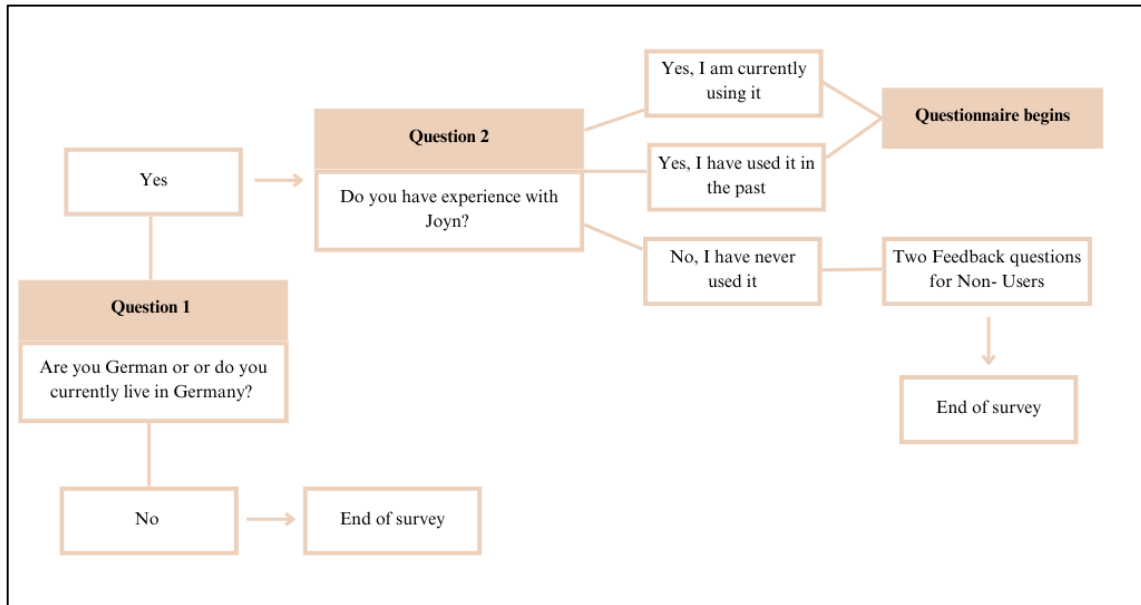 Yes, I am currently
using it
Questionnaire begins
Question 2
Yes
Yes, I have used it in
the past
Do you have experience with
Joyn?
No, I have never
used it
Two Feedback questions
for Non- Users
Question 1
Are you German or or do you
currently live in Germany?
End of survey
No
End of survey